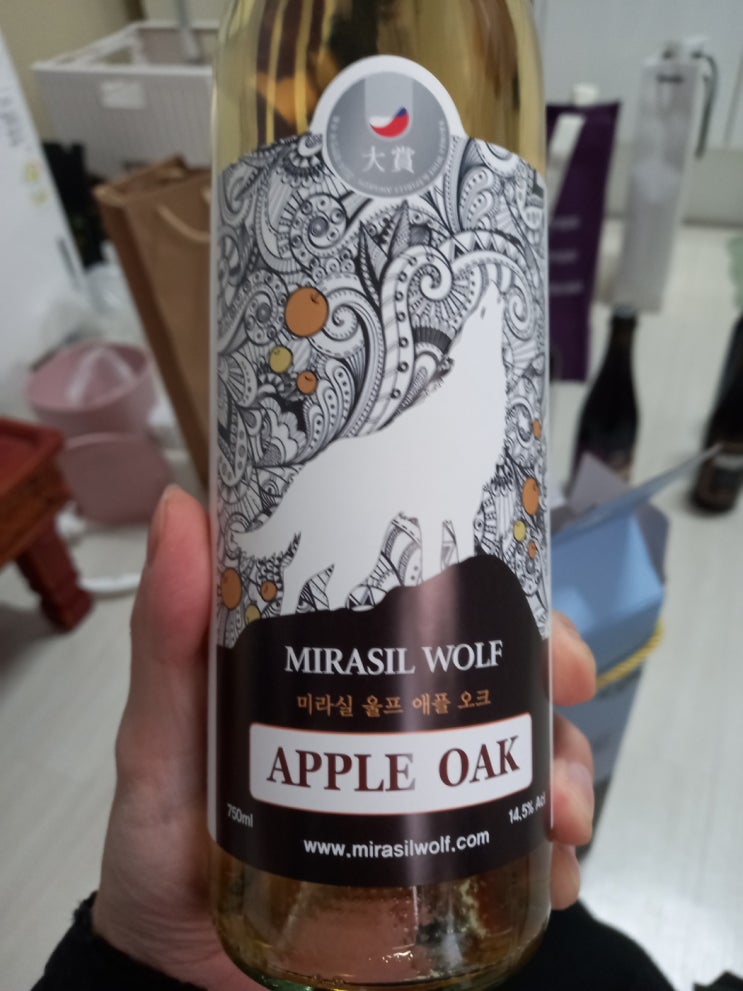 大賞
MIRASIL WOLF
미라실 울프 애플 오크
APPLE OAK
750ml
14.5% Acl
www.mirasilwolf.com